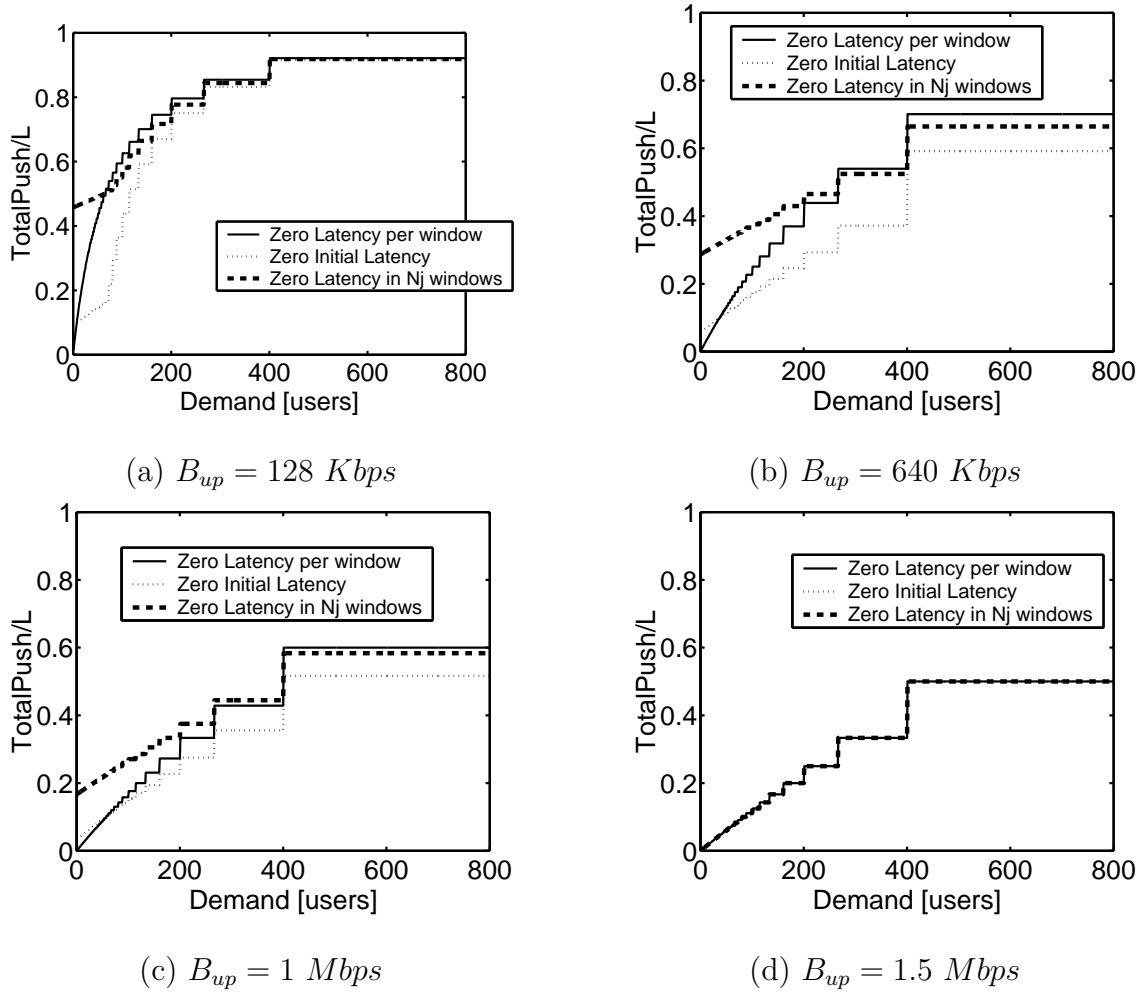 1
0.8
0.6
0.4
0.2
0
TotalPush/L
Zero Latency per window
Zero Initial Latency
Zero Latency in Nj windows
0 200 400 600 800
Demand [users]
(a) B_up = 128 Kbps
1
0.8
0.6
0.4
0.2
0
TotalPush/L
Zero Latency per window
Zero Initial Latency
Zero Latency in Nj windows
0 200 400 600 800
Demand [users]
(b) B_up = 640 Kbps
1
0.8
0.6
0.4
0.2
0
TotalPush/L
Zero Latency per window
Zero Initial Latency
Zero Latency in Nj windows
0 200 400 600 800
Demand [users]
(c) B_up = 1 Mbps
1
0.8
0.6
0.4
0.2
0
TotalPush/L
Zero Latency per window
Zero Initial Latency
Zero Latency in Nj windows
0 200 400 600 800
Demand [users]
(d) B_up = 1.5 Mbps